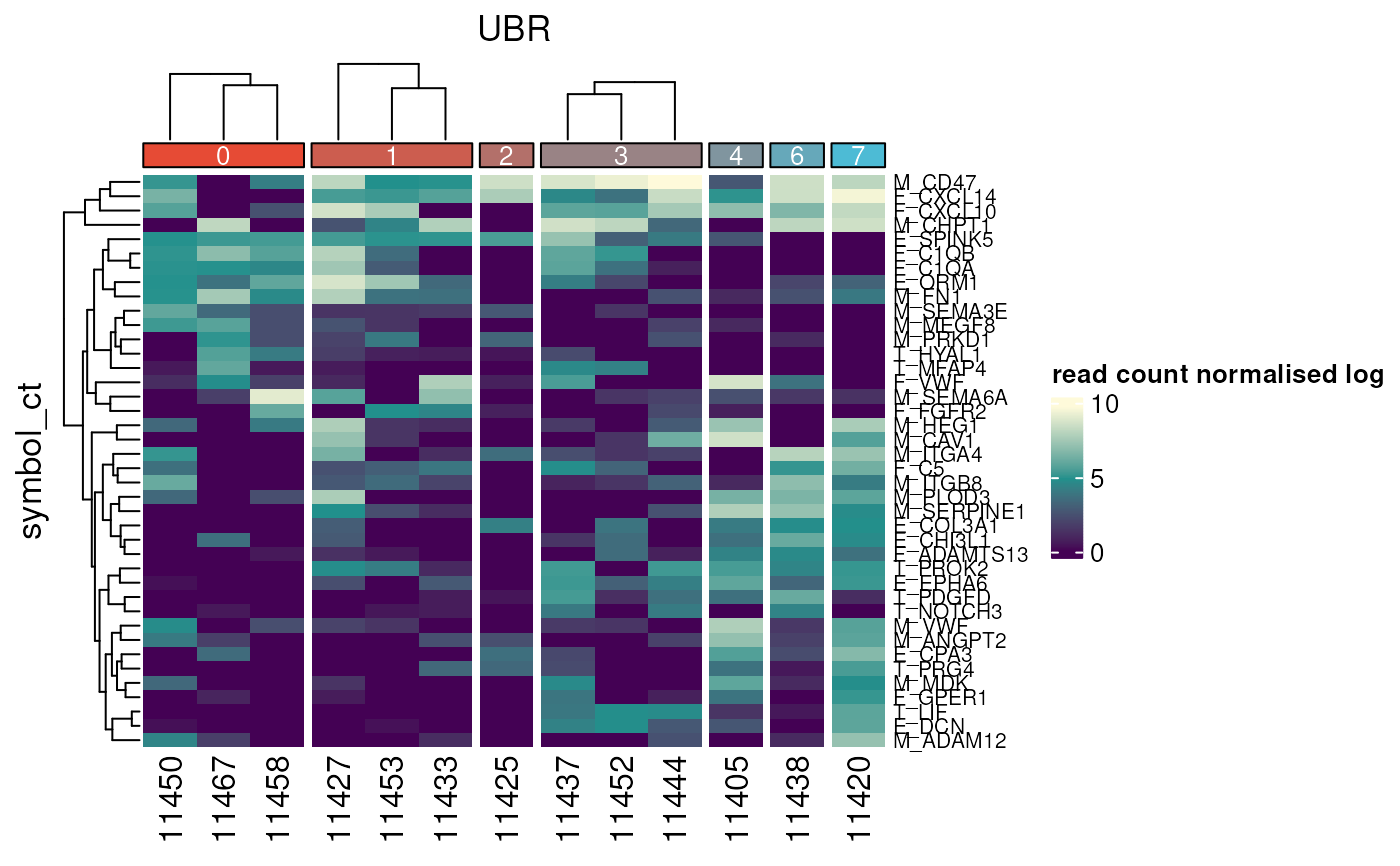 UBR
0 1 2 3 4 6 7
symbol_ct
M_CD47
E_CXCL14
E_CXCL10
M_CHPT1
E_SPINK5
E_C1QB
E_C1QA
E_ORM1
M_FN1
M_SEMA3E
M_MEGF8
M_PRKD1
T_HYAL1
T_MFAP4
F_VWF
M_SEMA6A
F_FGFR2
M_HEG1
M_CAV1
M_ITGA4
F_C5
M_ITGB8
M_PLOD3
M_SERPINE1
E_COL3A1
E_CHI3L1
E_ADAMTS13
T_PROK2
E_EPHA6
T_PDGFD
T_NOTCH3
M_VWF
M_ANGPT2
E_CPA3
T_PRG4
M_MDK
E_GPER1
T_LIF
E_DCN
M_ADAM12
11450 11467 11458 11427 11453 11433 11425 11437 11452 11444 11405 11438 11420
read count normalised log
10
5
0